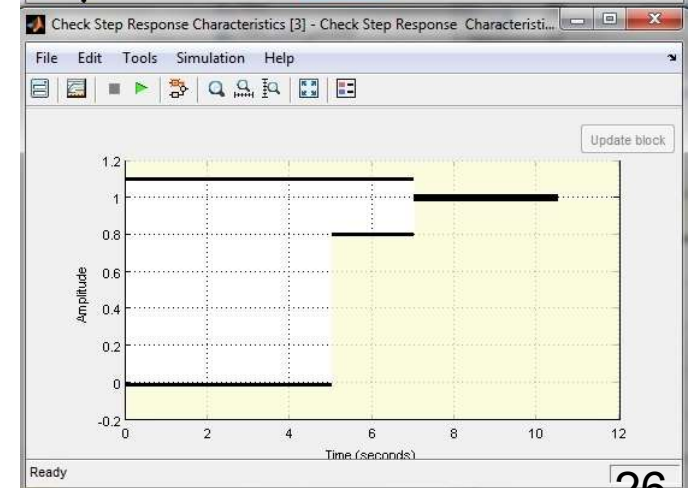 Check Step Response Characteristics [3] - Check Step Response Characteristi...
File Edit Tools Simulation Help
Update block
1.2
1
0.8
0.6
0.4
0.2
0
-0.2
Amplitude
0 2 4 6 8 10 12
Time (seconds)
Ready
26